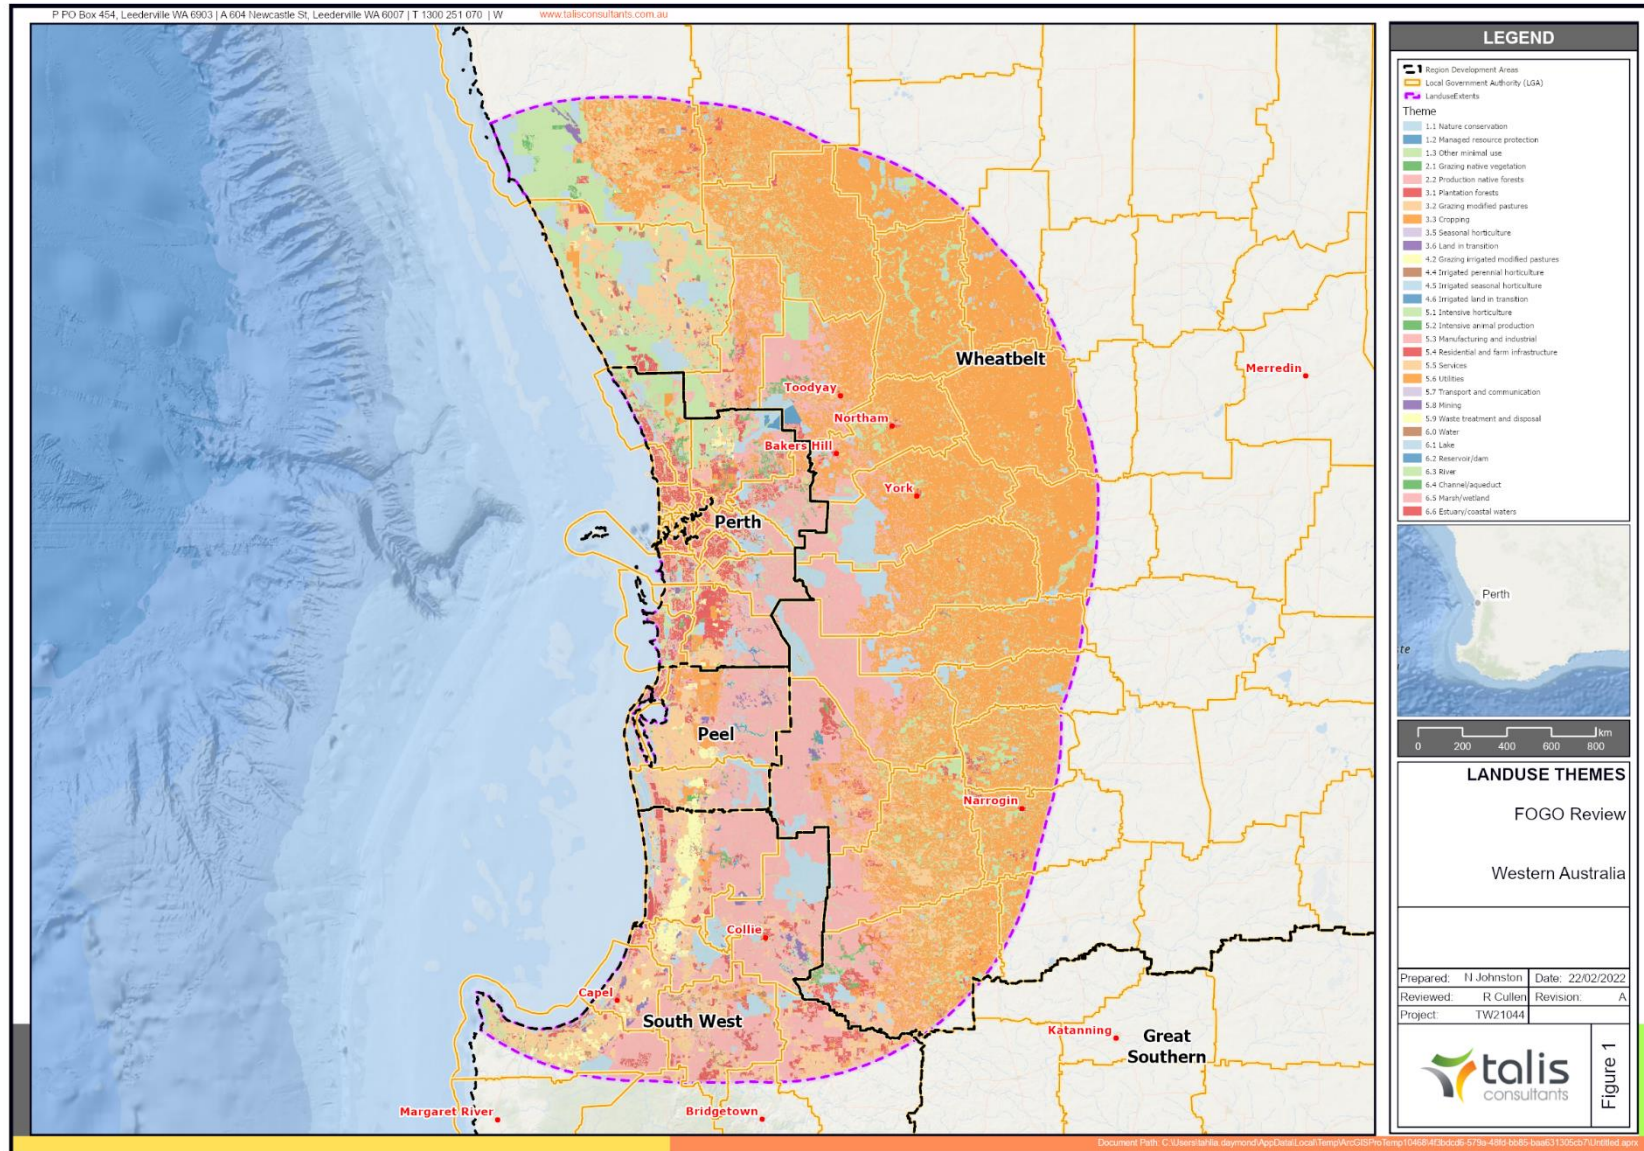 P PO Box 454, Leederville WA 6903 | A 604 Newcastle St, Leederville WA 6007 | T 1300 251 070 | W www.talisconsultants.com.au
LEGEND
Region Development Areas
Local Government Authority (LGA)
LanduseExtents
Theme
1.1 Nature conservation
1.2 Managed resource protection
1.3 Other minimal use
2.1 Grazing native vegetation
2.2 Production native forests
3.1 Plantation forests
3.2 Grazing modified pastures
3.3 Cropping
3.5 Seasonal horticulture
3.6 Land in transition
4.2 Grazing irrigated modified pastures
4.4 Irrigated perennial horticulture
4.5 Irrigated seasonal horticulture
4.6 Irrigated land in transition
5.1 Intensive horticulture
5.2 Intensive animal production
5.3 Manufacturing and industrial
5.4 Residential and farm infrastructure
5.5 Services
5.6 Utilities
5.7 Transport and communication
5.8 Mining
5.9 Waste treatment and disposal
6.0 Water
6.1 Lake
6.2 Reservoir/dam
6.3 River
6.4 Channel/aqueduct
6.5 Marsh/wetland
6.6 Estuary/coastal waters
Wheatbelt
Merredin
Toodyay
Northam
Bakers Hill
York
Perth
Peel
Narrogin
Collie
Capel
South West
Katanning
Great
Southern
Margaret River
Bridgetown
Perth
te
km
0 200 400 600 800
LANDUSE THEMES
FOGO Review
Western Australia
Prepared: N Johnston Date: 22/02/2022
Reviewed: R Cullen Revision: A
Project: TW21044
talis
consultants
Figure 1